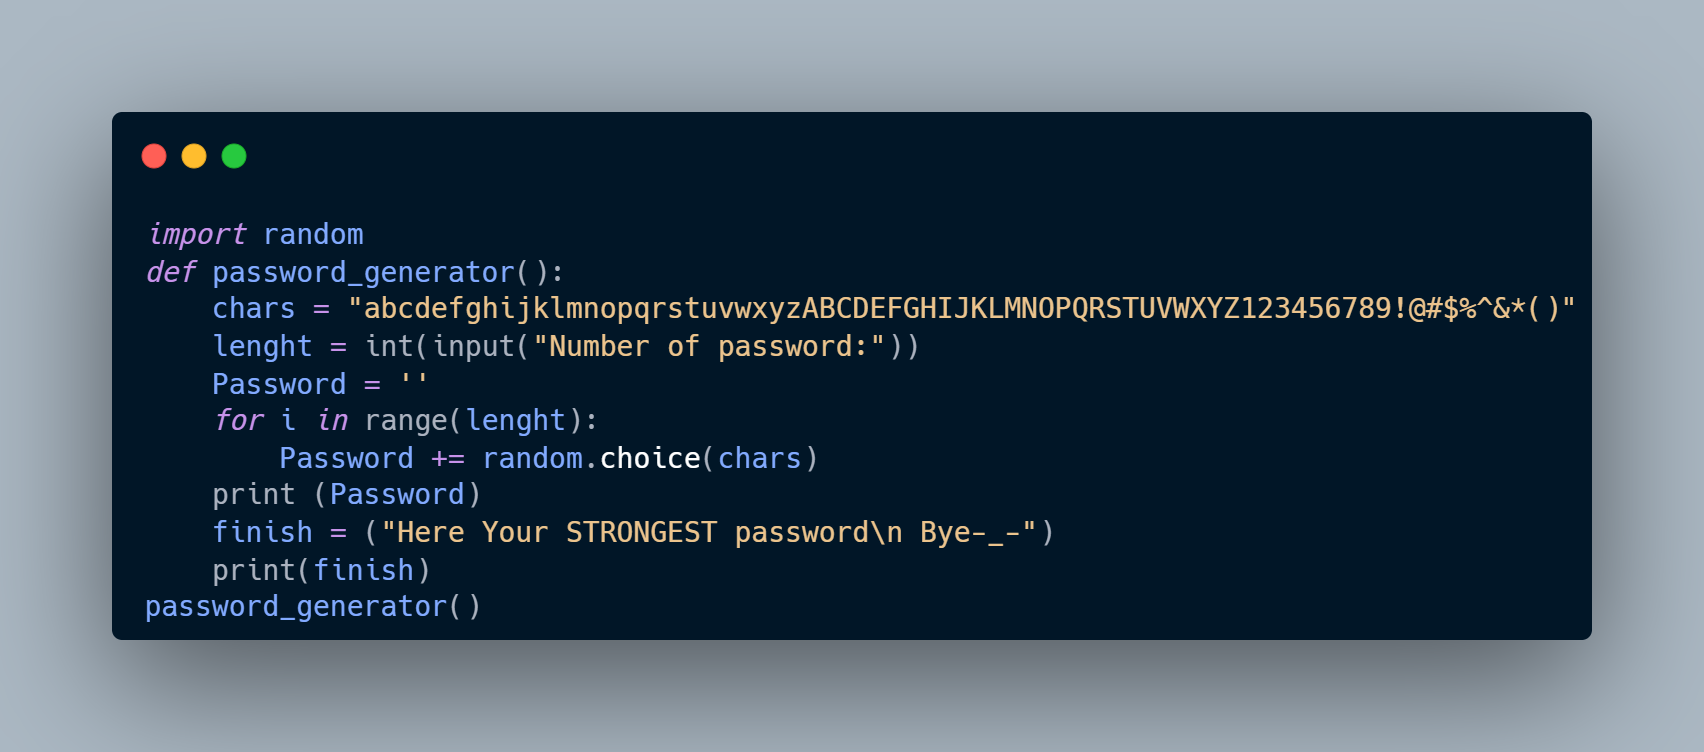 import random
def password_generator():
    chars = "abcdefghijklmnopqrstuvwxyzABCDEFGHIJKLMNOPQRSTUVWXYZ123456789!@#$%^&*()"
    lenght = int(input("Number of password:"))
    Password = ''
    for i in range(lenght):
        Password += random.choice(chars)
    print (Password)
    finish = ("Here Your STRONGEST password\n Bye-_-")
    print(finish)
password_generator()